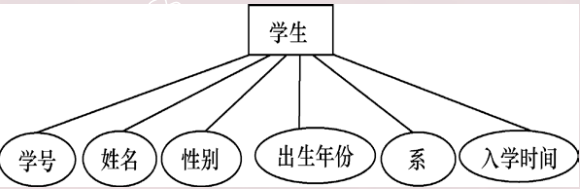 学生
学号 姓名 性别 出生年份 系 入学时间